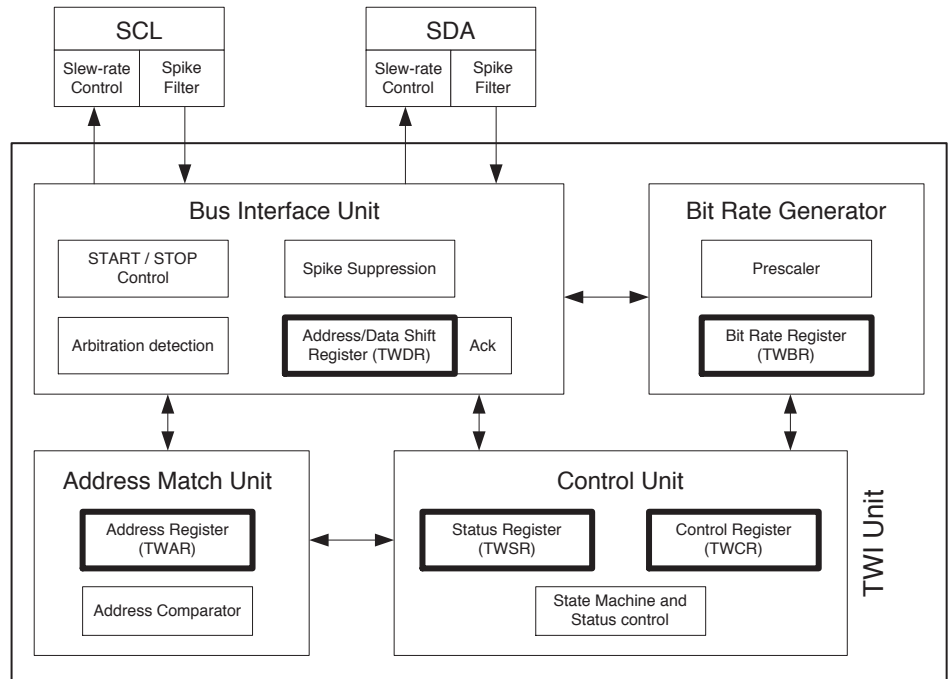 SCL
Slew-rate
Control
Spike
Filter
SDA
Slew-rate
Control
Spike
Filter
Bus Interface Unit
START / STOP
Control
Spike Suppression
Arbitration detection
Address/Data Shift
Register (TWDR)
Ack
Bit Rate Generator
Prescaler
Bit Rate Register
(TWBR)
Address Match Unit
Address Register
(TWAR)
Address Comparator
Control Unit
Status Register
(TWSR)
Control Register
(TWCR)
State Machine and
Status control
TWI Unit